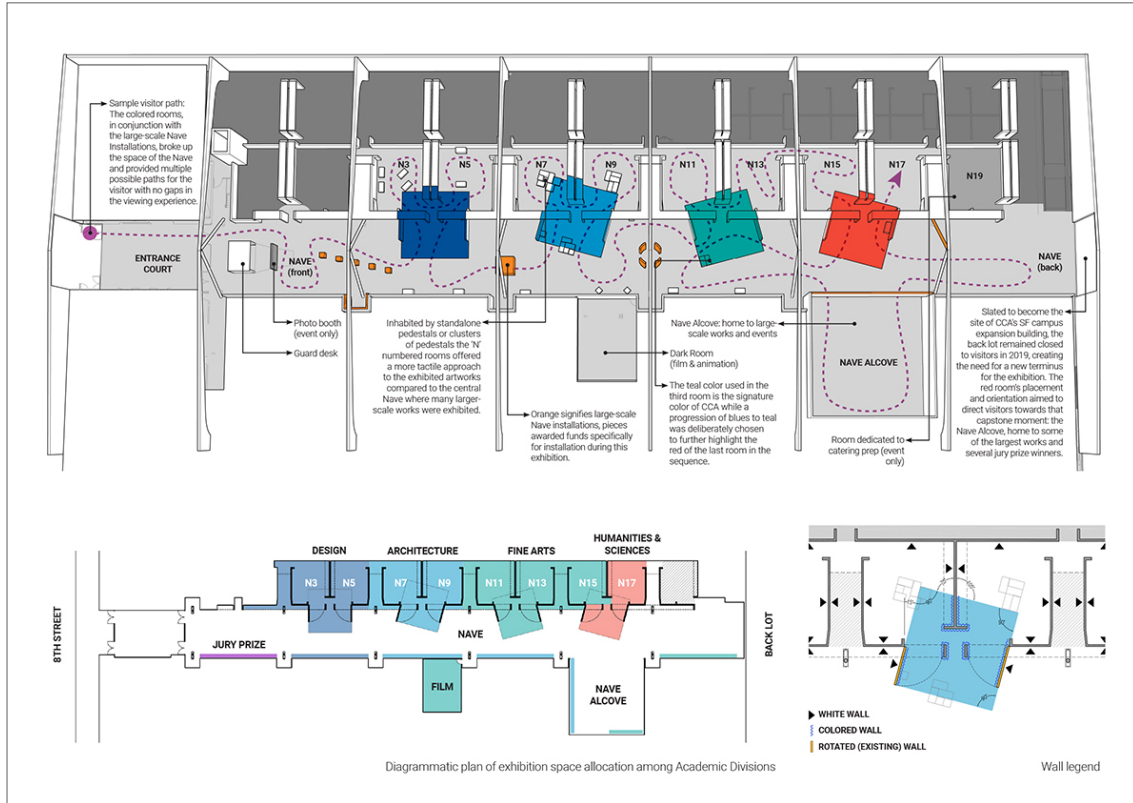 Sample visitor path:
The colored rooms,
in conjunction with
the large-scale Nave
Installations, broke up
the space of the Nave
and provided multiple
possible paths for the
visitor with no gaps in
the viewing experience.
N3
N5
N7
N9
N11
N13
N15
N17
N19
ENTRANCE
COURT
NAVE
(front)
NAVE
(back)
Photo booth
(event only)
Guard desk
Inhabited by standalone
pedestals or clusters
of pedestals the 'N'
numbered rooms offered
a more tactile approach
to the exhibited artworks
compared to the central
Nave where many larger-
scale works were exhibited.
Orange signifies large-scale
Nave installations, pieces
awarded funds specifically
for installation during this
exhibition.
Nave Alcove: home to large-
scale works and events
Dark Room
(film & animation)
The teal color used in the
third room is the signature
color of CCA while a
progression of blues to teal
was deliberately chosen
to further highlight the
red of the last room in the
sequence.
NAVE ALCOVE
Room dedicated to
catering prep (event
only)
Slated to become the
site of CCA's SF campus
expansion building, the
back lot remained closed
to visitors in 2019, creating
the need for a new terminus
for the exhibition. The
red room's placement
and orientation aimed to
direct visitors towards that
capstone moment: the
Nave Alcove, home to some
of the largest works and
several jury prize winners.
8TH STREET
DESIGN
ARCHITECTURE
FINE ARTS
HUMANITIES &
SCIENCES
N3
N5
N7
N9
N11
N13
N15
N17
NAVE
JURY PRIZE
FILM
NAVE
ALCOVE
BACK LOT
Diagrammatic plan of exhibition space allocation among Academic Divisions
WHITE WALL
COLORED WALL
ROTATED (EXISTING) WALL
Wall legend